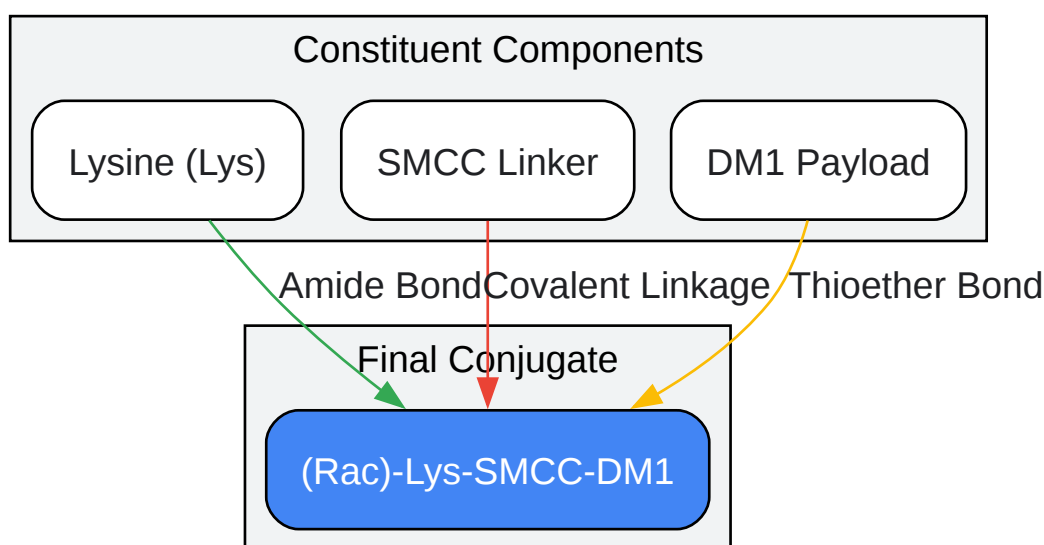 Constituent Components
Lysine (Lys)
SMCC Linker
DM1 Payload
Amide Bond
Covalent Linkage
Thioether Bond
Final Conjugate
(Rac)-Lys-SMCC-DM1